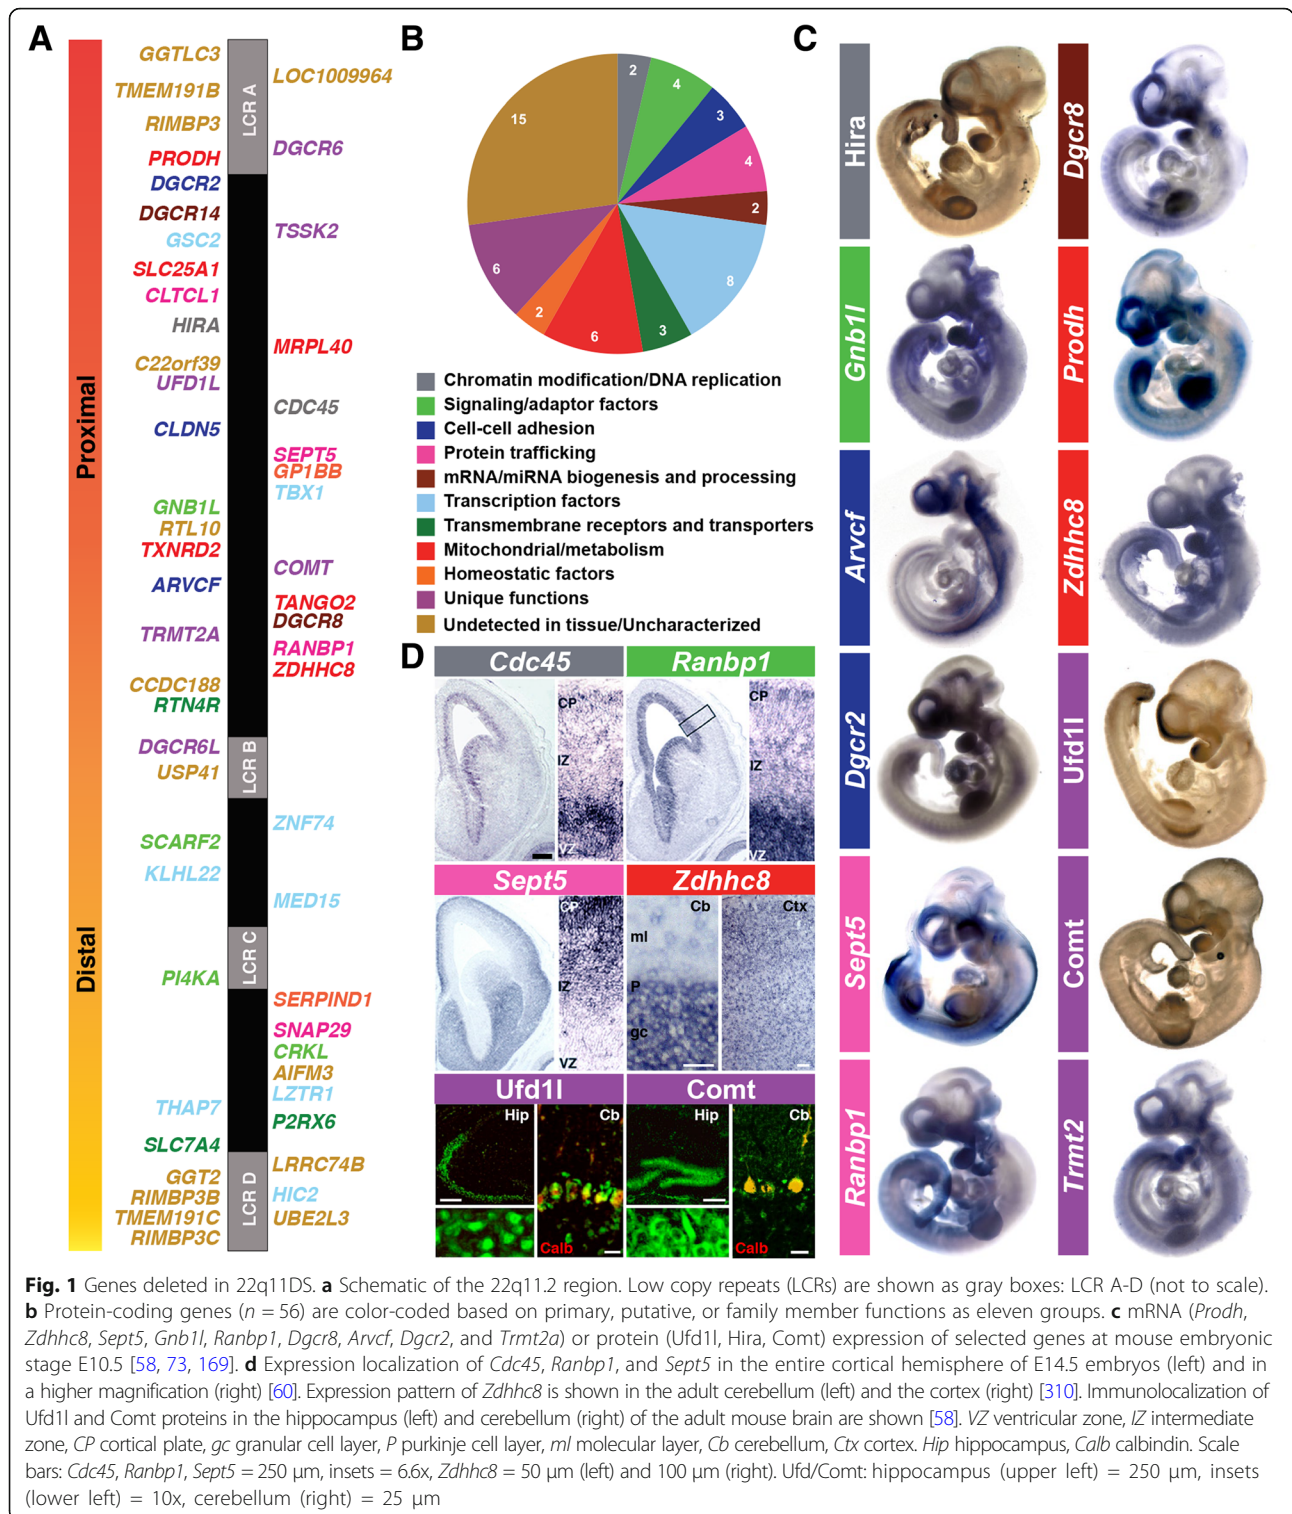 A
Proximal
Distal
GGTLC3
TMEM191B
RIMBP3
PRODH
DGCR2
DGCR14
GSC2
SLC25A1
CLTCL1
HIRA
C22orf39
UFD1L
CLDN5
GNB1L
RTL10
TXNRD2
ARVCF
TRMT2A
CCDC188
RTN4R
DGCR6L
USP41
SCARF2
KLHL22
PI4KA
THAP7
SLC7A4
GGT2
RIMBP3B
TMEM191C
RIMBP3C
LCR A
LCR B
LCR C
LCR D
LOC1009964
DGCR6
TSSK2
MRPL40
CDC45
SEPT5
GP1BB
TBX1
COMT
TANGO2
DGCR8
RANBP1
ZDHHC8
ZNF74
MED15
SERPIND1
SNAP29
CRKL
AIFM3
LZTR1
P2RX6
LRRC74B
HIC2
UBE2L3
B
2
4
3
4
2
8
3
6
2
6
15
Chromatin modification/DNA replication
Signaling/adaptor factors
Cell-cell adhesion
Protein trafficking
mRNA/miRNA biogenesis and processing
Transcription factors
Transmembrane receptors and transporters
Mitochondrial/metabolism
Homeostatic factors
Unique functions
Undetected in tissue/Uncharacterized
C
Hira
Dgcr8
Gnb1l
Prodh
Arvcf
Zdhhc8
Dgcr2
Ufd1l
Sept5
Comt
Ranbp1
Trmt2
D
Cdc45
Ranbp1
CP
IZ
VZ
CP
IZ
VZ
Sept5
Zdhhc8
CP
IZ
VZ
Cb
ml
P
gc
Ctx
Ufd1l
Comt
Hip
Cb
Calb
Hip
Cb
Calb
Fig. 1 Genes deleted in 22q11DS. a Schematic of the 22q11.2 region. Low copy repeats (LCRs) are shown as gray boxes: LCR A-D (not to scale).
b Protein-coding genes (n = 56) are color-coded based on primary, putative, or family member functions as eleven groups. c mRNA (Prodh,
Zdhhc8, Sept5, Gnb1l, Ranbp1, Dgcr8, Arvcf, Dgcr2, and Trmt2a) or protein (Ufd1l, Hira, Comt) expression of selected genes at mouse embryonic
stage E10.5 [58, 73, 169]. d Expression localization of Cdc45, Ranbp1, and Sept5 in the entire cortical hemisphere of E14.5 embryos (left) and in
a higher magnification (right) [60]. Expression pattern of Zdhhc8 is shown in the adult cerebellum (left) and the cortex (right) [310]. Immunolocalization of
Ufd1l and Comt proteins in the hippocampus (left) and cerebellum (right) of the adult mouse brain are shown [58]. VZ ventricular zone, IZ intermediate
zone, CP cortical plate, gc granular cell layer, P purkinje cell layer, ml molecular layer, Cb cerebellum, Ctx cortex. Hip hippocampus, Calb calbindin. Scale
bars: Cdc45, Ranbp1, Sept5 = 250 μm, insets = 6.6x, Zdhhc8 = 50 μm (left) and 100 μm (right). Ufd/Comt: hippocampus (upper left) = 250 μm, insets
(lower left) = 10x, cerebellum (right) = 25 μm